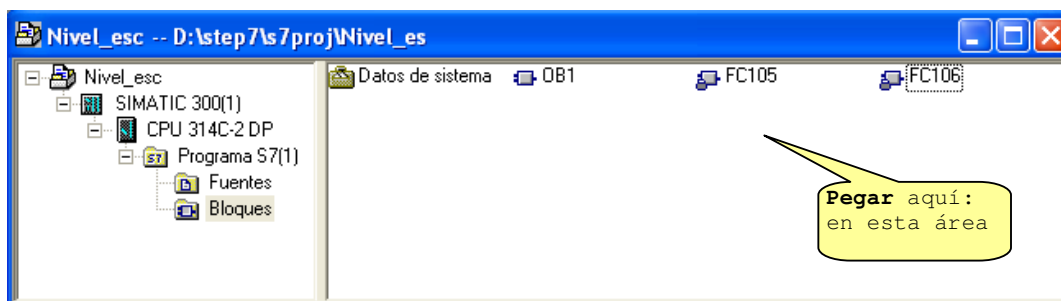 Nivel_esc -- D:\step7\s7proj\Nivel_es
Nivel_esc
SIMATIC 300(1)
CPU 314C-2 DP
Programa S7(1)
Fuentes
Bloques
Datos de sistema OB1 FC105 FC106
Pegar aquí:
en esta área